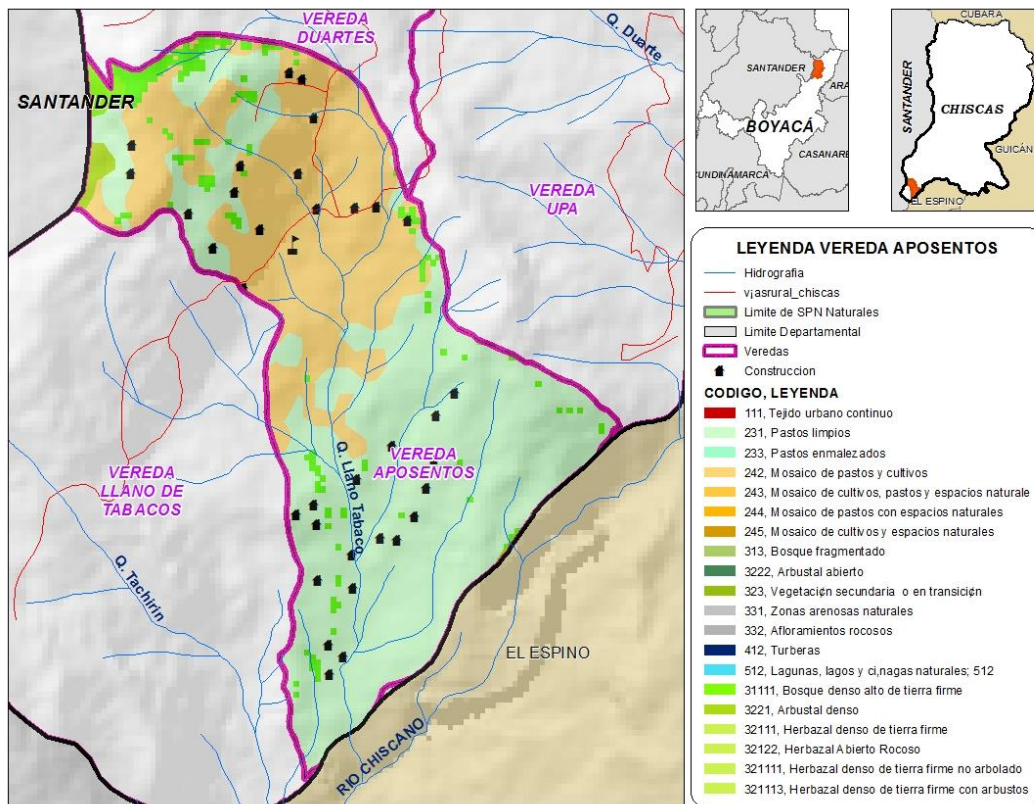 VEREDA
DUARTES
Q. Duarte
SANTANDER
VEREDA
UPA
VEREDA
APOSENTOS
VEREDA
LLANO DE
TABACOS
Q. Llano Tabaco
Q. Tachirin
EL ESPINO
RIO CHISCANO
SANTANDER
ARA
BOYACÁ
CASANARE
UNDINAMARCA
CUBARA
SANTANDER
CHISCAS
GUICÁN
EL ESPINO
LEYENDA VEREDA APOSENTOS
Hidrografia
v¡asrural_chiscas
Limite de SPN Naturales
Limite Departamental
Veredas
Construccion
CODIGO, LEYENDA
111, Tejido urbano continuo
231, Pastos limpios
233, Pastos enmalezados
242, Mosaico de pastos y cultivos
243, Mosaico de cultivos, pastos y espacios naturale
244, Mosaico de pastos con espacios naturales
245, Mosaico de cultivos y espacios naturales
313, Bosque fragmentado
3222, Arbustal abierto
323, Vegetaci¢n secundaria o en transici¢n
331, Zonas arenosas naturales
332, Afloramientos rocosos
412, Turberas
512, Lagunas, lagos y ci‚nagas naturales; 512
31111, Bosque denso alto de tierra firme
3221, Arbustal denso
32111, Herbazal denso de tierra firme
32122, Herbazal Abierto Rocoso
321111, Herbazal denso de tierra firme no arbolado
321113, Herbazal denso de tierra firme con arbustos